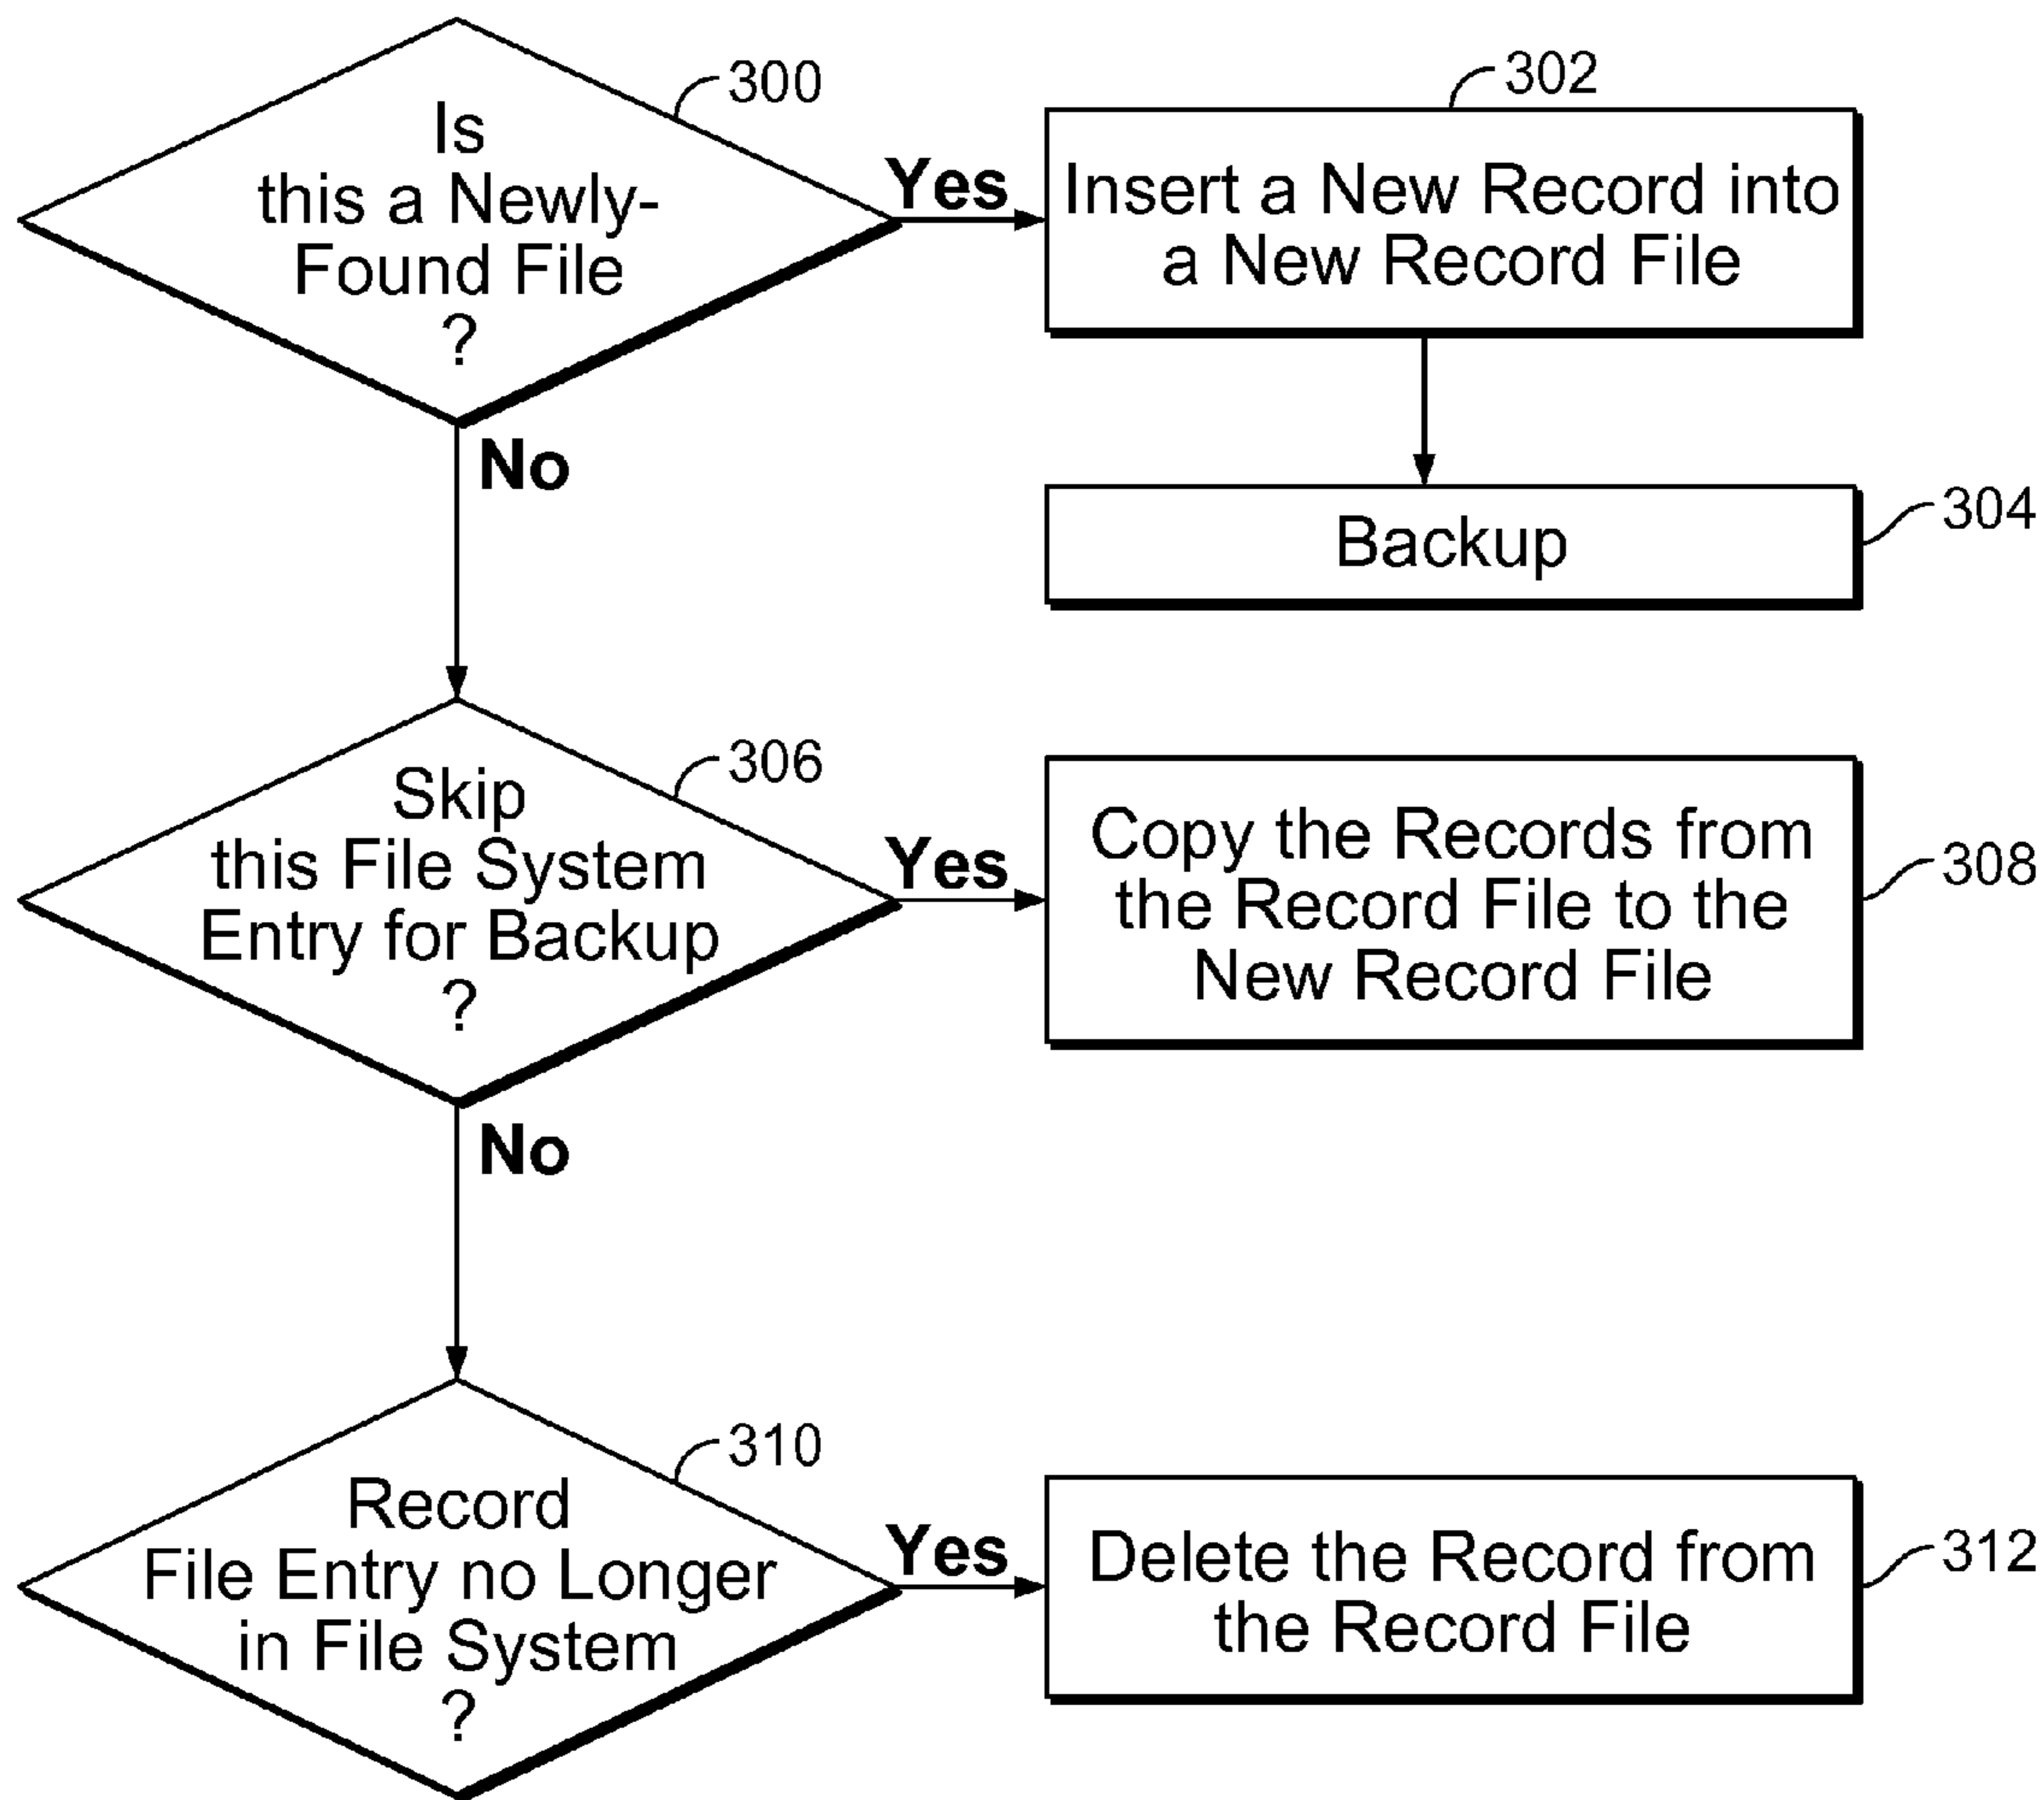 300
Is
this a Newly-
Found File
?
Yes
302
Insert a New Record into
a New Record File
No
Backup
304
306
Skip
this File System
Entry for Backup
?
Yes
Copy the Records from
the Record File to the
New Record File
308
No
310
Record
File Entry no Longer
in File System
?
Yes
Delete the Record from
the Record File
312